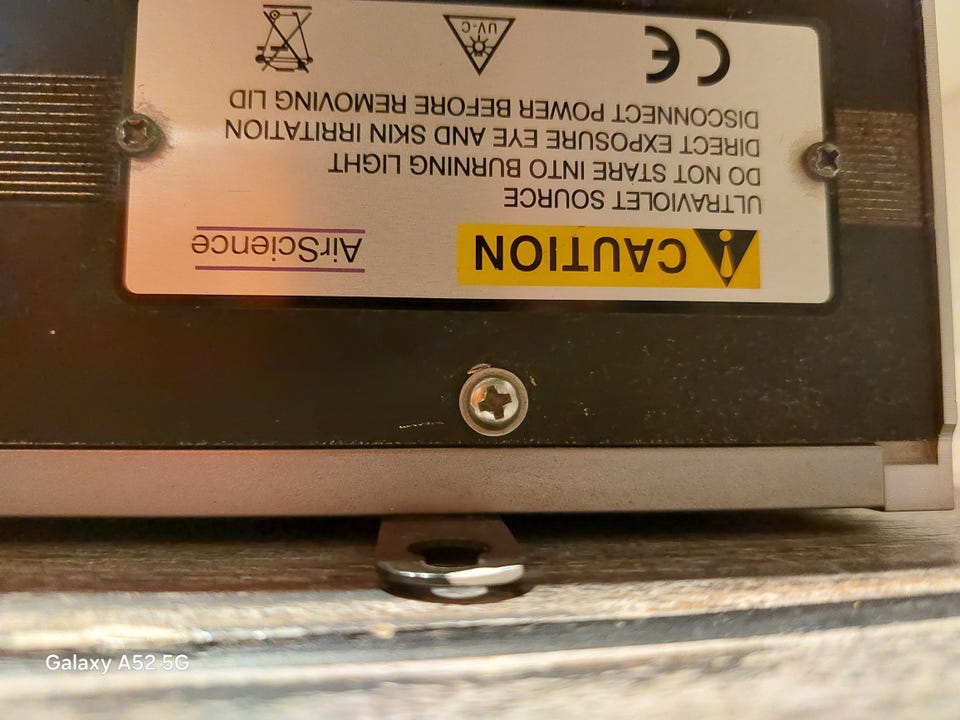 CAUTION
AirScience
ULTRAVIOLET SOURCE
DO NOT STARE INTO BURNING LIGHT
DIRECT EXPOSURE EYE AND SKIN IRRITATION
DISCONNECT POWER BEFORE REMOVING LID
CE
UV-C
Galaxy A52 5G